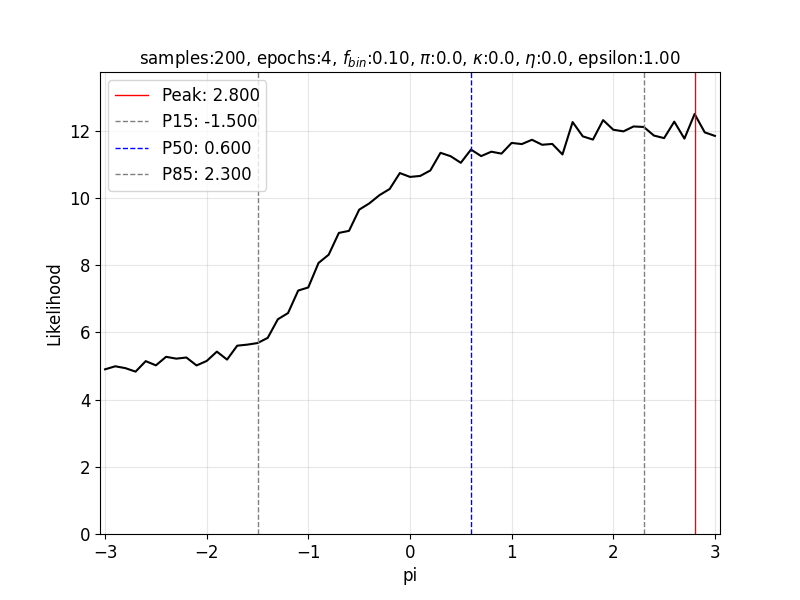 samples:200, epochs:4, f_bin:0.10, π:0.0, κ:0.0, η:0.0, epsilon:1.00
Peak: 2.800
P15: -1.500
P50: 0.600
P85: 2.300
12
10
8
6
4
2
0
Likelihood
−3 −2 −1 0 1 2 3
pi